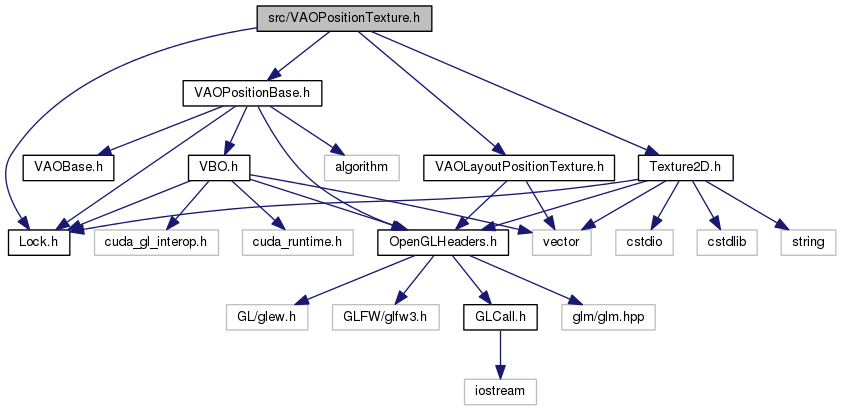 src/VAOPositionTexture.h
VAOPositionBase.h
VAOBase.h
VBO.h
algorithm
VAOLayoutPositionTexture.h
Texture2D.h
Lock.h
cuda_gl_interop.h
cuda_runtime.h
OpenGLHeaders.h
vector
cstdio
cstdlib
string
GL/glew.h
GLFW/glfw3.h
GLCall.h
glm/glm.hpp
iostream